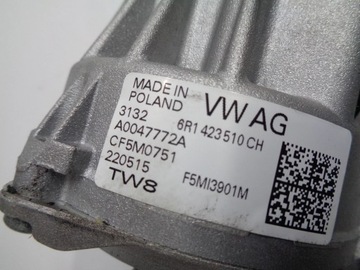 MADE IN
POLAND VW AG
3132 6R1 423 510 CH
A0047772A
CF5M0751
220515 F5MI3901M
TW8